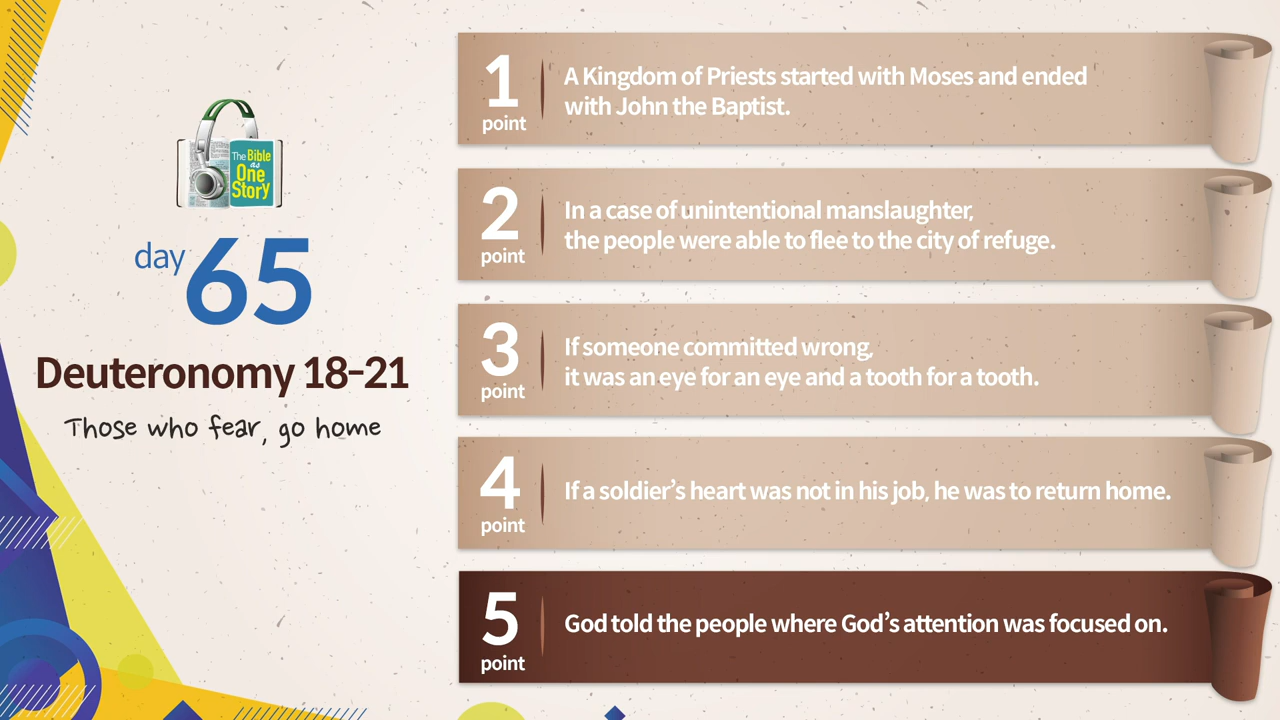 The Bible
as
One
Story
day 65
Deuteronomy 18-21
Those who fear, go home
1
point
A Kingdom of Priests started with Moses and ended
with John the Baptist.
2
point
In a case of unintentional manslaughter,
the people were able to flee to the city of refuge.
3
point
If someone committed wrong,
it was an eye for an eye and a tooth for a tooth.
4
point
If a soldier's heart was not in his job, he was to return home.
5
point
God told the people where God's attention was focused on.